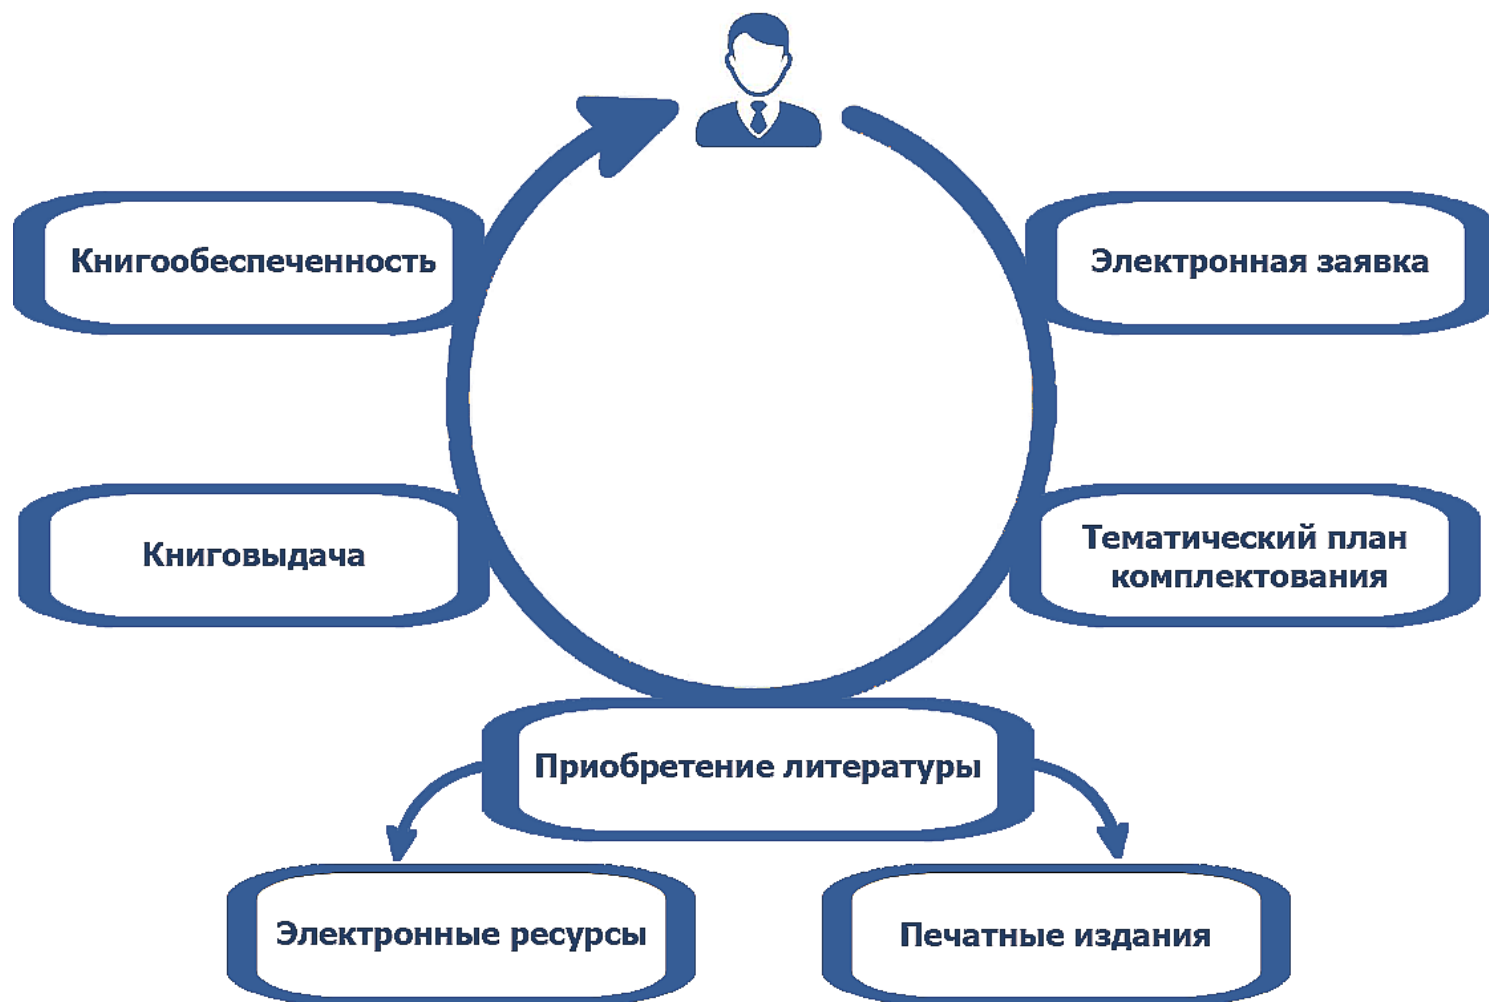 Книгообеспеченность
Электронная заявка
Книговыдача
Тематический план
комплектования
Приобретение литературы
Электронные ресурсы
Печатные издания